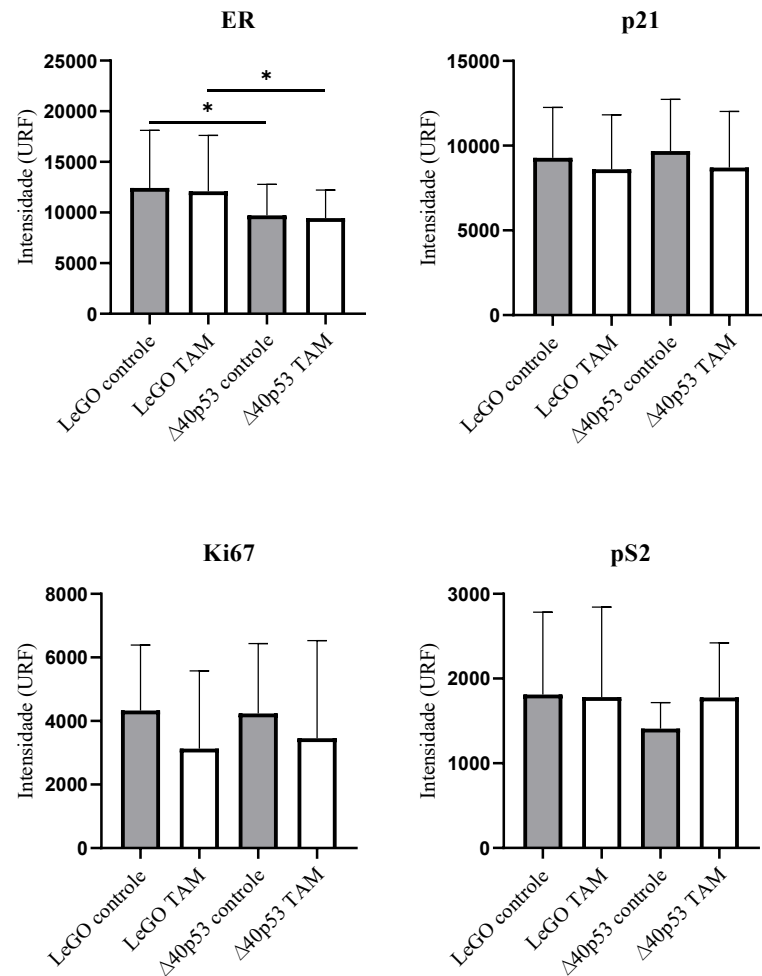 ER
Intensidade (URF)
25000
20000
15000
10000
5000
0
*
*
LeGO controle
LeGO TAM
Δ40p53 controle
Δ40p53 TAM
p21
Intensidade (URF)
15000
10000
5000
0
LeGO controle
LeGO TAM
Δ40p53 controle
Δ40p53 TAM
Ki67
Intensidade (URF)
8000
6000
4000
2000
0
LeGO controle
LeGO TAM
Δ40p53 controle
Δ40p53 TAM
pS2
Intensidade (URF)
3000
2000
1000
0
LeGO controle
LeGO TAM
Δ40p53 controle
Δ40p53 TAM